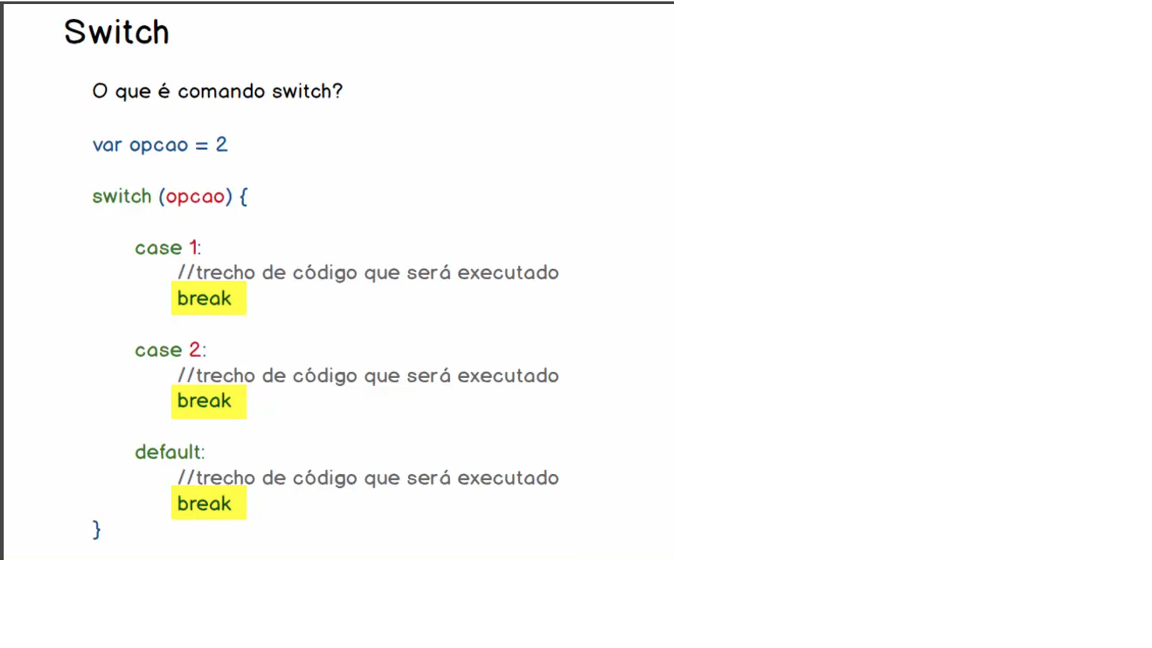 Switch
O que é comando switch?
var opcao = 2
switch (opcao) {
case 1:
//trecho de código que será executado
break
case 2:
//trecho de código que será executado
break
default:
//trecho de código que será executado
break
}